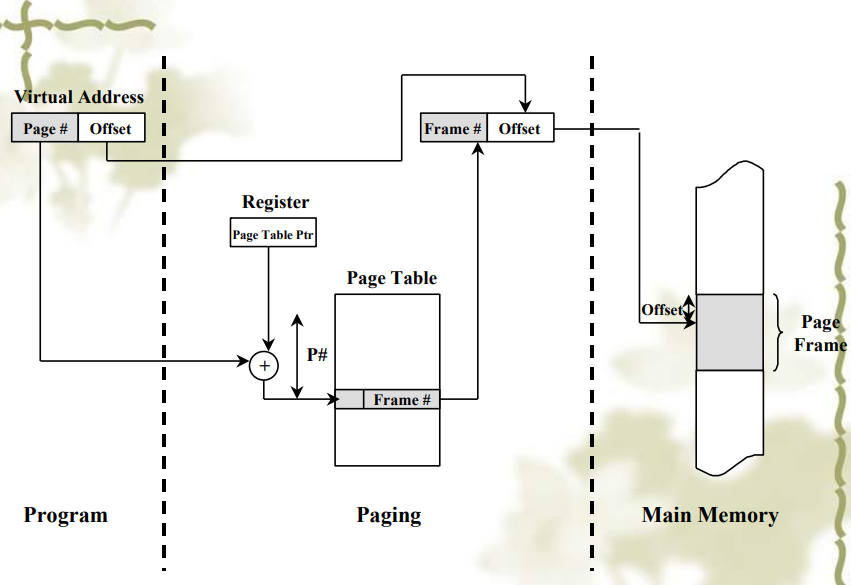 Virtual Address
Page # Offset
Frame # Offset
Register
Page Table Ptr
Page Table
Offset
Page
Frame
+
P#
Frame #
Program
Paging
Main Memory